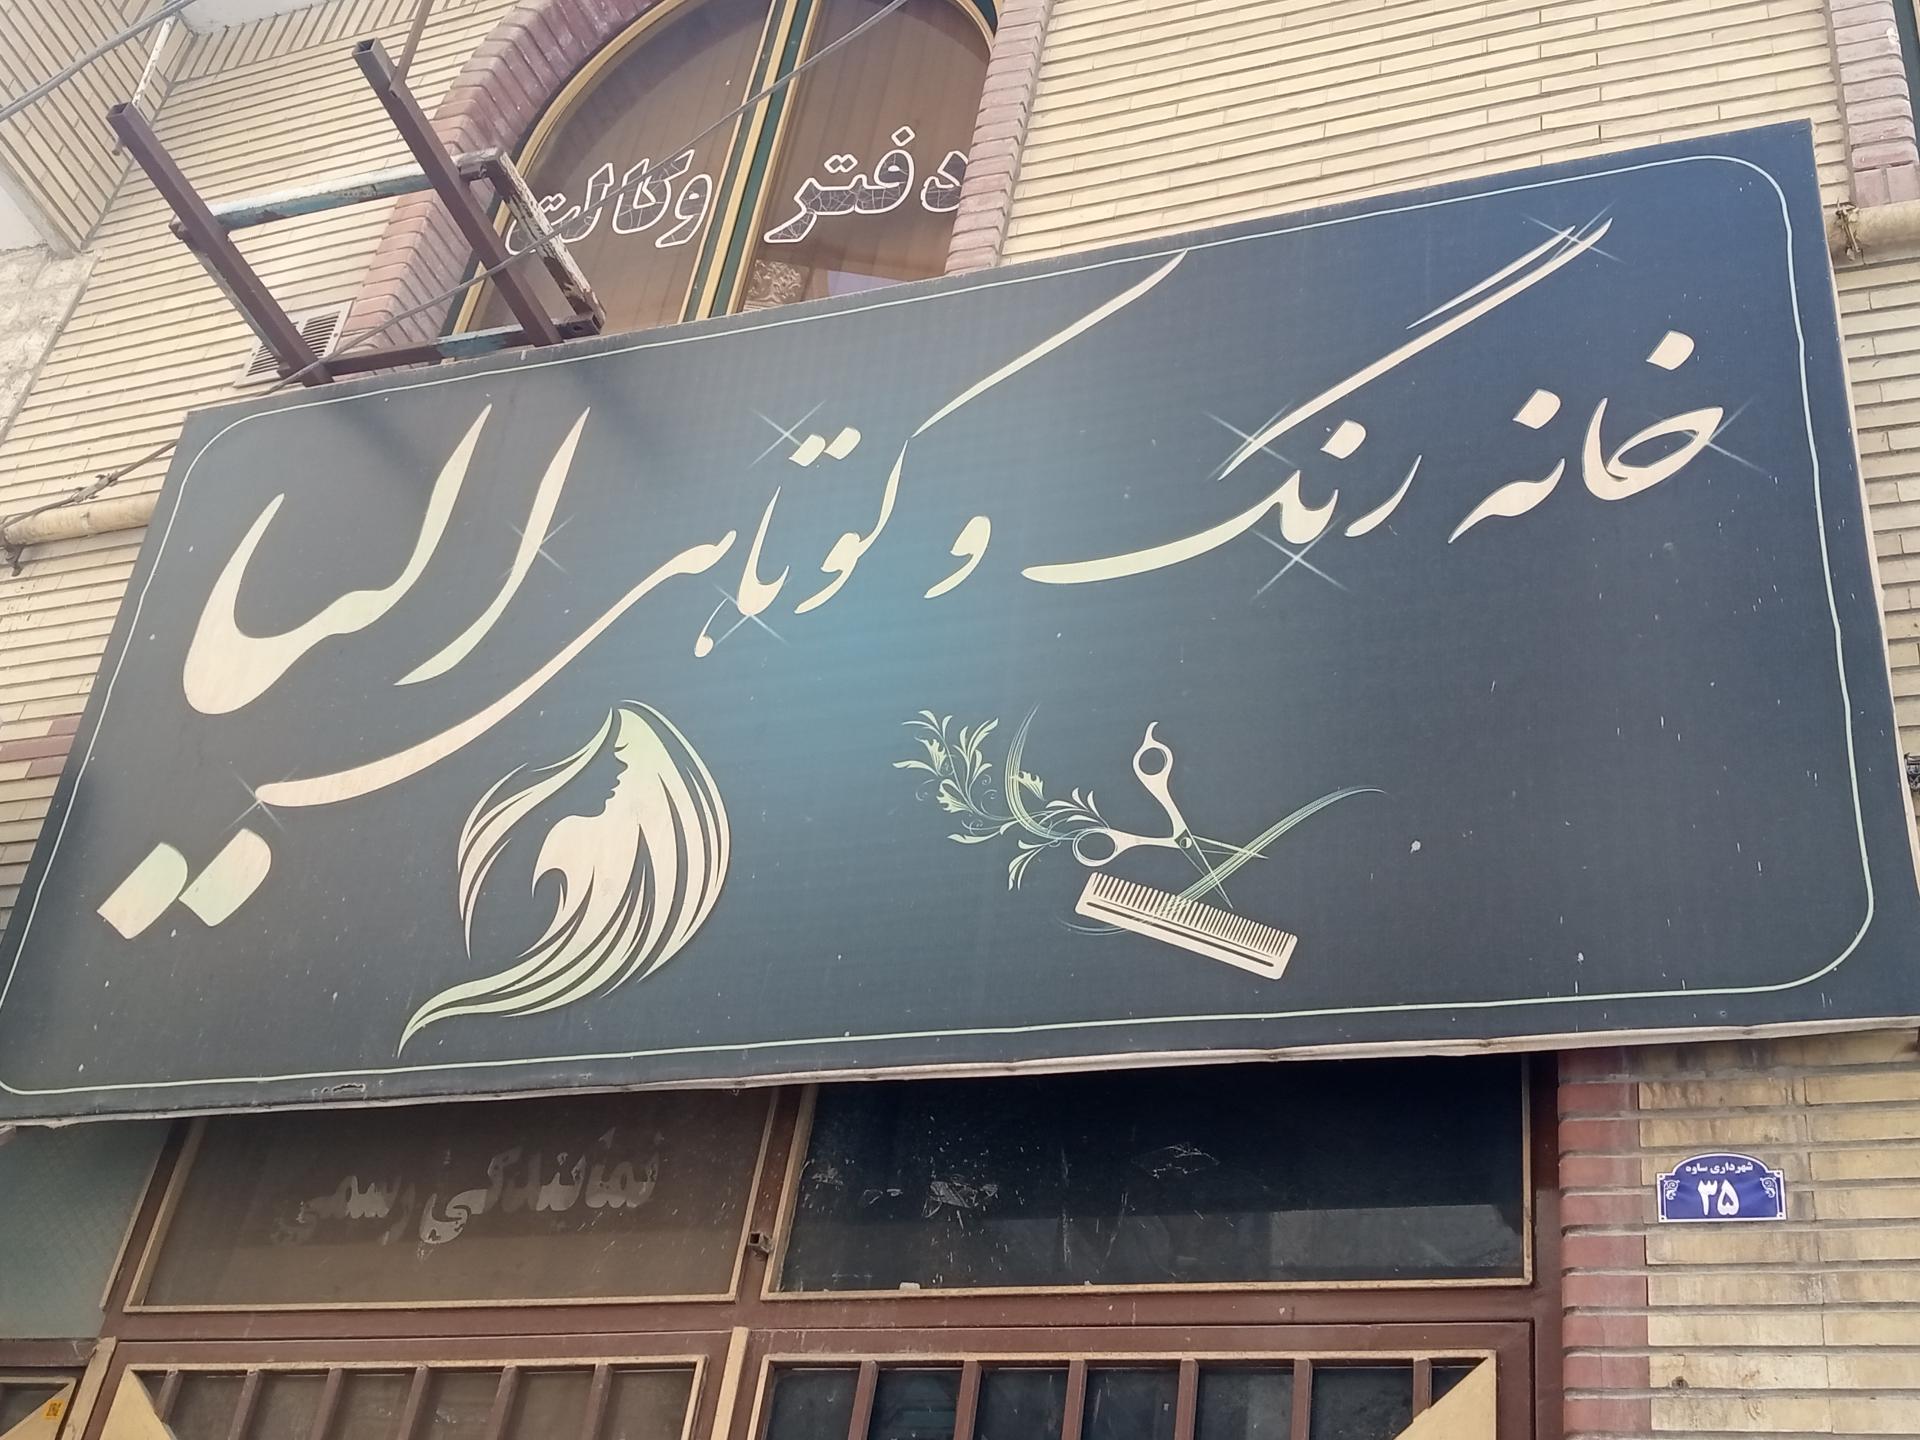 دفتر وکالت
خانه رنگ و کوتاهی الیا
نمایندگی رسمی
شهرداری ساوه
۳۵